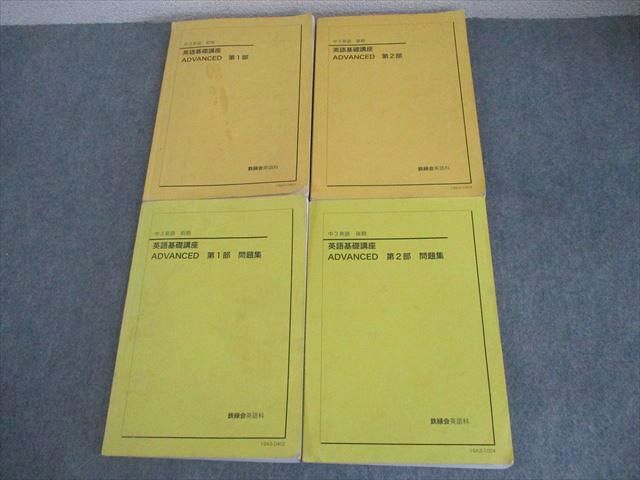 中3英語 前期
英語基礎講座
ADVANCED 第1部
鉄緑会英語科
中3英語 後期
英語基礎講座
ADVANCED 第2部
鉄緑会英語科
中3英語 前期
英語基礎講座
ADVANCED 第1部 問題集
鉄緑会英語科
19A3-0402
中3英語 後期
英語基礎講座
ADVANCED 第2部 問題集
鉄緑会英語科
19A3-1004